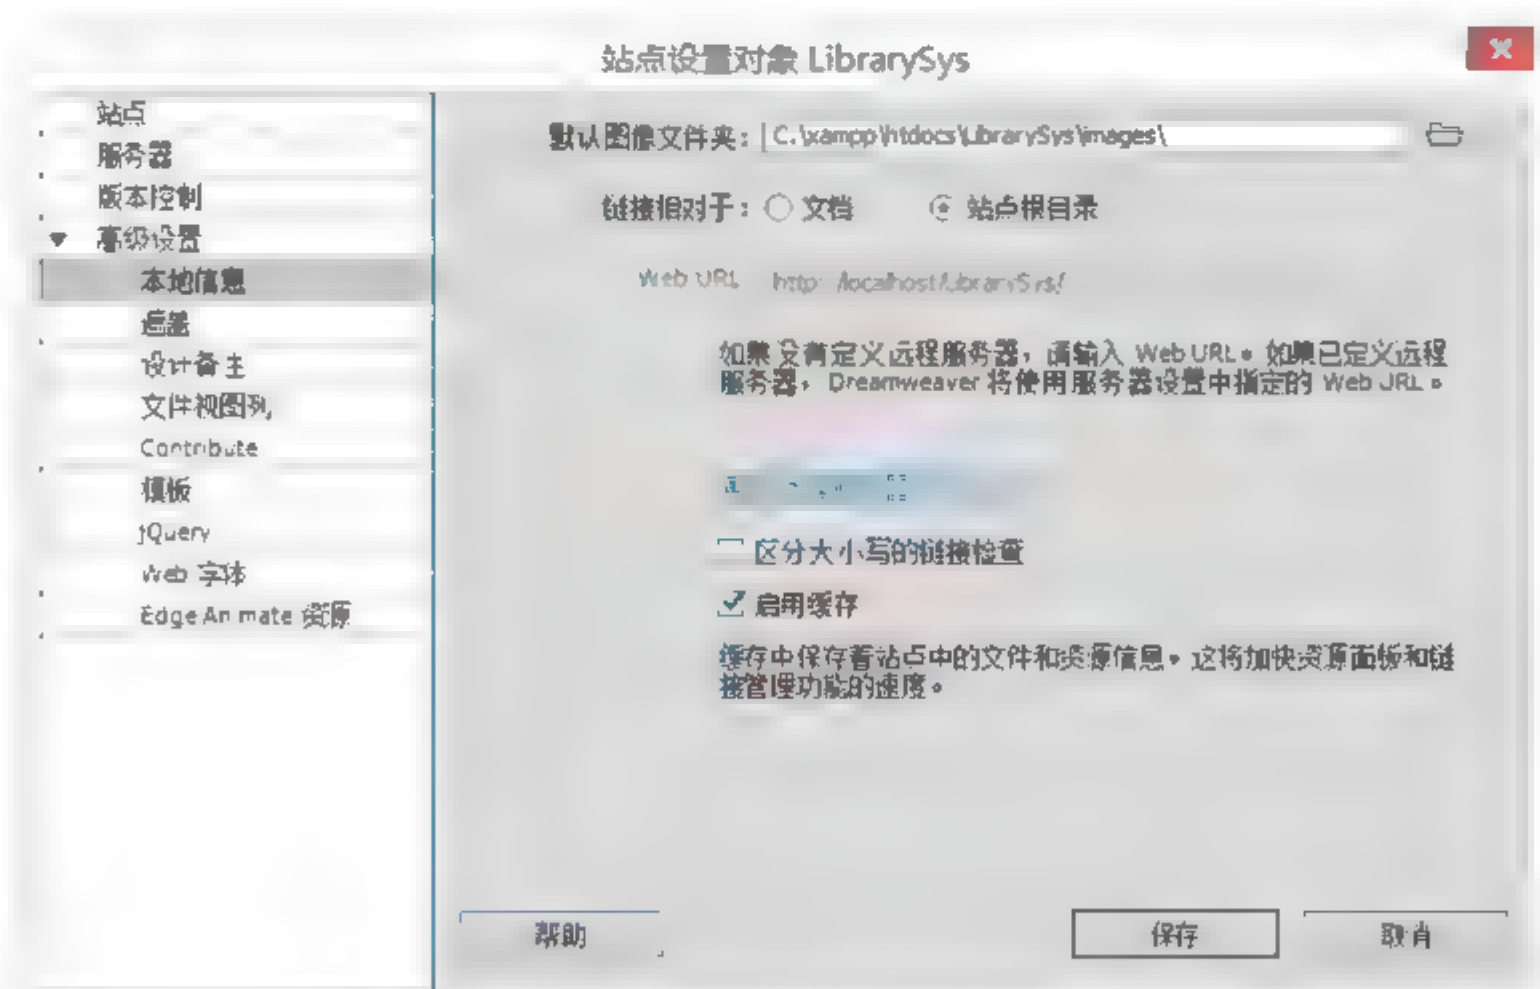 站点设置对象 LibrarySys
站点
服务器
版本控制
高级设置
本地信息
遮盖
设计备注
文件视图列
Contribute
模板
jQuery
Web 字体
Edge Animate 资源
默认图像文件夹: C:\xampp\htdocs\LibrarySys\images\
链接相对于: 文档 站点根目录
Web URL http://localhost/LibrarySys/
如果没有定义远程服务器，请输入 Web URL。如果已定义远程
服务器，Dreamweaver 将使用服务器设置中指定的 Web URL。
区分大小写的链接检查
启用缓存
缓存中保存着站点中的文件和资源信息。这将加快资源面板和链
接管理功能的速度。
帮助 保存 取消